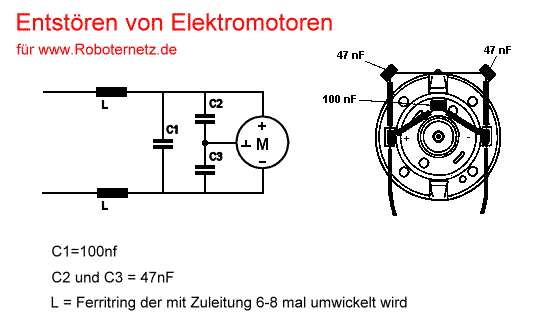 Entstören von Elektromotoren
für www.Roboternetz.de
47 nF
47 nF
100 nF
L
C2
C1
+
M
C3
−
L
+
-
C1=100nf
C2 und C3 = 47nF
L = Ferritring der mit Zuleitung 6-8 mal umwickelt wird